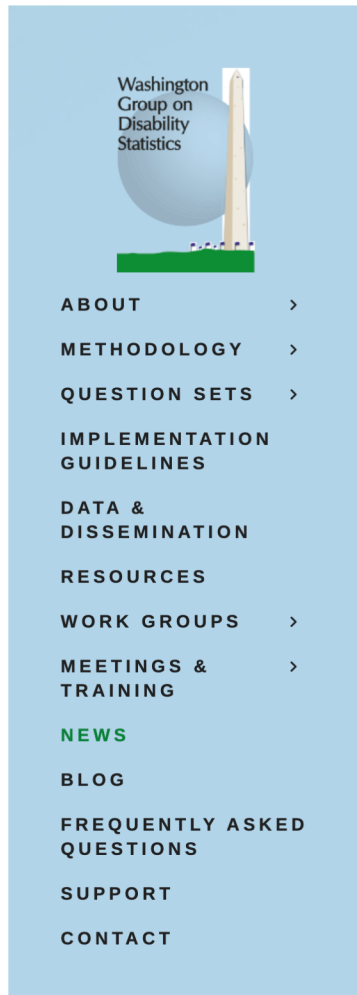 Washington
Group on
Disability
Statistics
ABOUT
METHODOLOGY
QUESTION SETS
IMPLEMENTATION
GUIDELINES
DATA &
DISSEMINATION
RESOURCES
WORK GROUPS
MEETINGS &
TRAINING
NEWS
BLOG
FREQUENTLY ASKED
QUESTIONS
SUPPORT
CONTACT